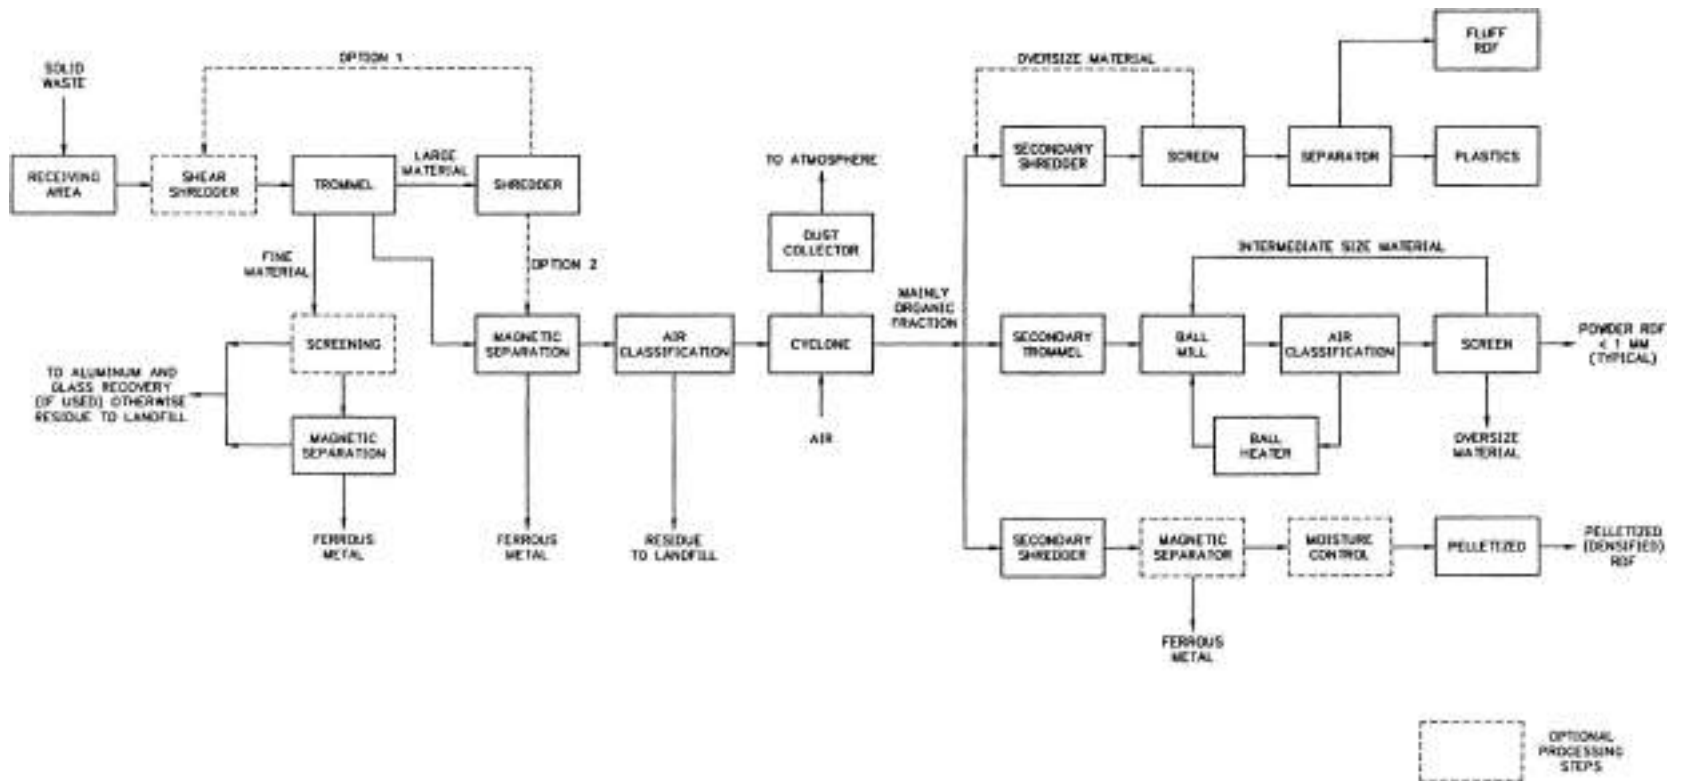 SOLID
WASTE
OPTION 1
RECEIVING
AREA
SHEAR
SHREDDER
TROMMEL
LARGE
MATERIAL
SHREDDER
FINE
MATERIAL
OPTION 2
SCREENING
TO ALUMINUM AND
GLASS RECOVERY
(IF USED) OTHERWISE
RESIDUE TO LANDFILL
MAGNETIC
SEPARATION
FERROUS
METAL
MAGNETIC
SEPARATION
FERROUS
METAL
AIR
CLASSIFICATION
RESIDUE
TO LANDFILL
TO ATMOSPHERE
DUST
COLLECTOR
CYCLONE
AIR
MAINLY
ORGANIC
FRACTION
OVERSIZE MATERIAL
SECONDARY
SHREDDER
SCREEN
SEPARATOR
FLUFF
RDF
PLASTICS
INTERMEDIATE SIZE MATERIAL
SECONDARY
TROMMEL
BALL
MILL
AIR
CLASSIFICATION
SCREEN
POWDER RDF
< 1 MM
(TYPICAL)
BALL
HEATER
OVERSIZE
MATERIAL
SECONDARY
SHREDDER
MAGNETIC
SEPARATOR
MOISTURE
CONTROL
PELLETIZED
PELLETIZED
(DENSIFIED)
RDF
FERROUS
METAL
OPTIONAL
PROCESSING
STEPS